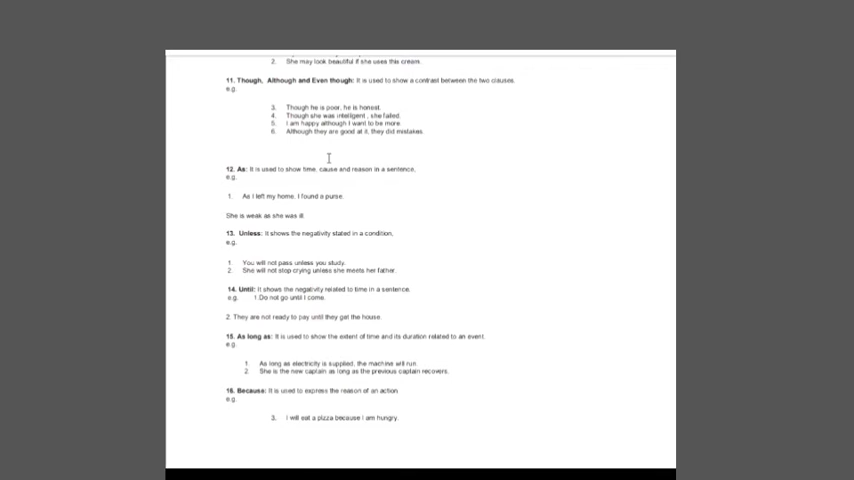 2. She may look beautiful if she uses this cream.
11. Though, Although and Even though: It is used to show a contrast between the two clauses.
e.g.
3. Though he is poor, he is honest.
4. Though she was intelligent, she failed.
5. I am happy although I want to be more.
6. Although they are good at it, they did mistakes.
12. As: It is used to show time, cause and reason in a sentence,
e.g.
1. As I left my home, I found a purse.
She is weak as she was ill
13. Unless: It shows the negativity stated in a condition,
e.g.
1. You will not pass unless you study.
2. She will not stop crying unless she meets her father.
14. Until: It shows the negativity related to time in a sentence.
e.g. 1.Do not go until I come.
2. They are not ready to pay until they get the house.
15. As long as: It is used to show the extent of time and its duration related to an event.
e.g.
1. As long as electricity is supplied, the machine will run
2. She is the new captain as long as the previous captain recovers.
16. Because: It is used to express the reason of an action
e.g.
3. I will eat a pizza because I am hungry.